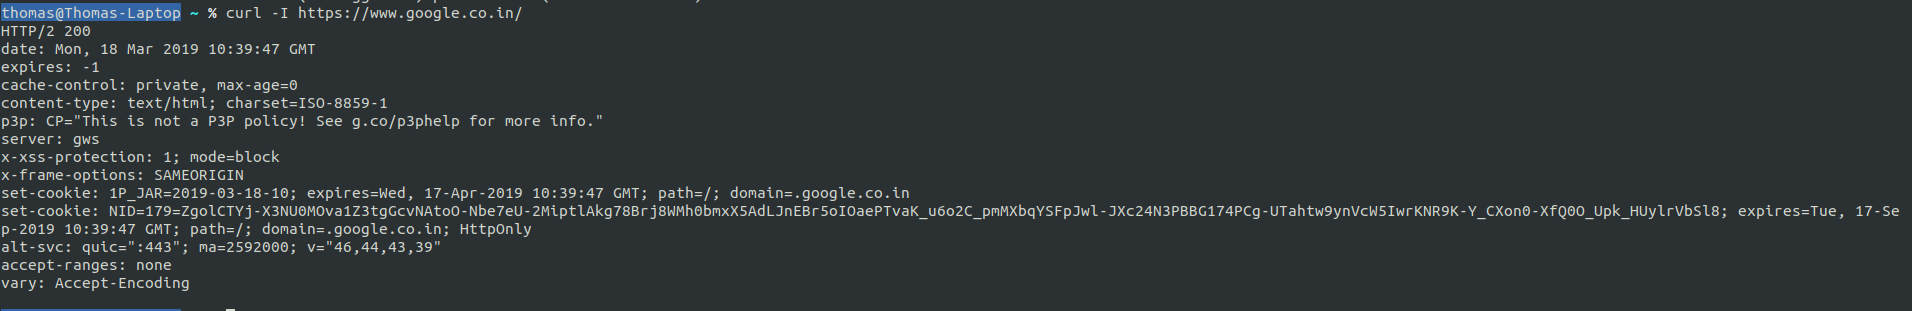 thomas@Thomas-Laptop ~ % curl -I https://www.google.co.in/
HTTP/2 200
date: Mon, 18 Mar 2019 10:39:47 GMT
expires: -1
cache-control: private, max-age=0
content-type: text/html; charset=ISO-8859-1
p3p: CP="This is not a P3P policy! See g.co/p3phelp for more info."
server: gws
x-xss-protection: 1; mode=block
x-frame-options: SAMEORIGIN
set-cookie: 1P_JAR=2019-03-18-10; expires=Wed, 17-Apr-2019 10:39:47 GMT; path=/; domain=.google.co.in
set-cookie: NID=179=ZgolCTYj-X3NU0MOva1Z3tgGcvNAtoO-Nbe7eU-2MiptlAkg78Brj8WMh0bmxX5AdLJnEBr5oIOaePTvaK_u6o2C_pmMXbqYSFpJwl-JXc24N3PBBG174PCg-UTahtw9ynVcW5IwrKNR9K-Y_CXon0-XfQ0O_Upk_HUylrVbSl8; expires=Tue, 17-Se
p-2019 10:39:47 GMT; path=/; domain=.google.co.in; HttpOnly
alt-svc: quic=":443"; ma=2592000; v="46,44,43,39"
accept-ranges: none
vary: Accept-Encoding